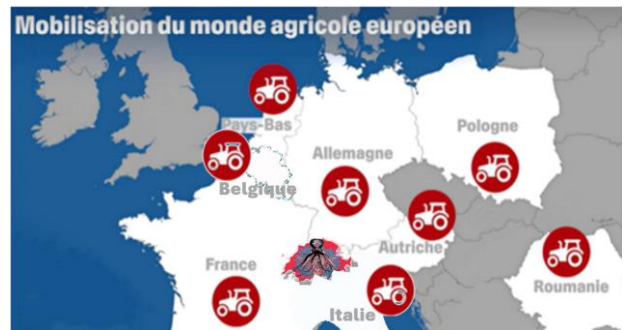 Mobilisation du monde agricole européen
Pays-Bas
Pologne
Allemagne
Belgique
Autriche
France
Roumanie
Italie